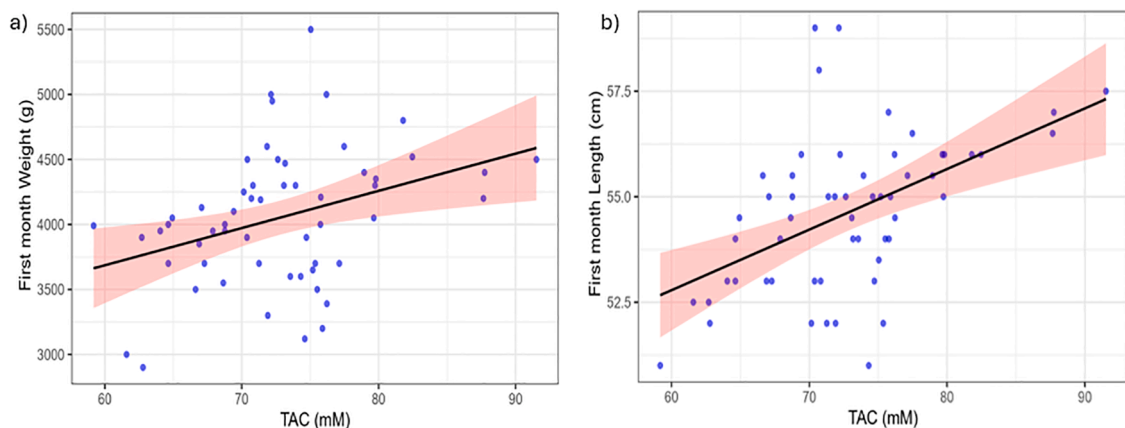 a)
First month Weight (g)
5500
5000
4500
4000
3500
3000
60 70 80 90
TAC (mM)
b)
First month Length (cm)
57.5
55.0
52.5
60 70 80 90
TAC (mM)